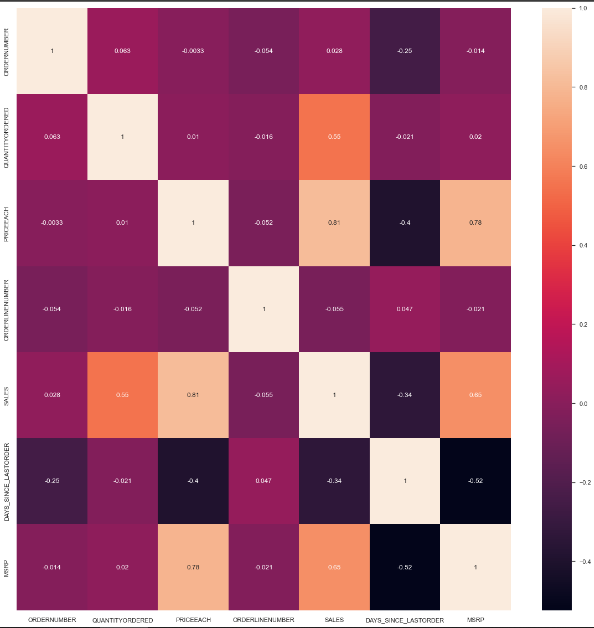 ORDERNUMBER 1 0.063 -0.0033 -0.054 0.028 -0.25 -0.014
QUANTITYORDERED 0.063 1 0.01 -0.016 0.55 -0.021 0.02
PRICEEACH -0.0033 0.01 1 -0.052 0.81 -0.4 0.78
ORDERLINENUMBER -0.054 -0.016 -0.052 1 -0.055 0.047 -0.021
SALES 0.028 0.55 0.81 -0.055 1 -0.34 0.65
DAYS_SINCE_LASTORDER -0.25 -0.021 -0.4 0.047 -0.34 1 -0.52
MSRP -0.014 0.02 0.78 -0.021 0.65 -0.52 1
ORDERNUMBER QUANTITYORDERED PRICEEACH ORDERLINENUMBER SALES DAYS_SINCE_LASTORDER MSRP
1.0
0.8
0.6
0.4
0.2
0.0
-0.2
-0.4